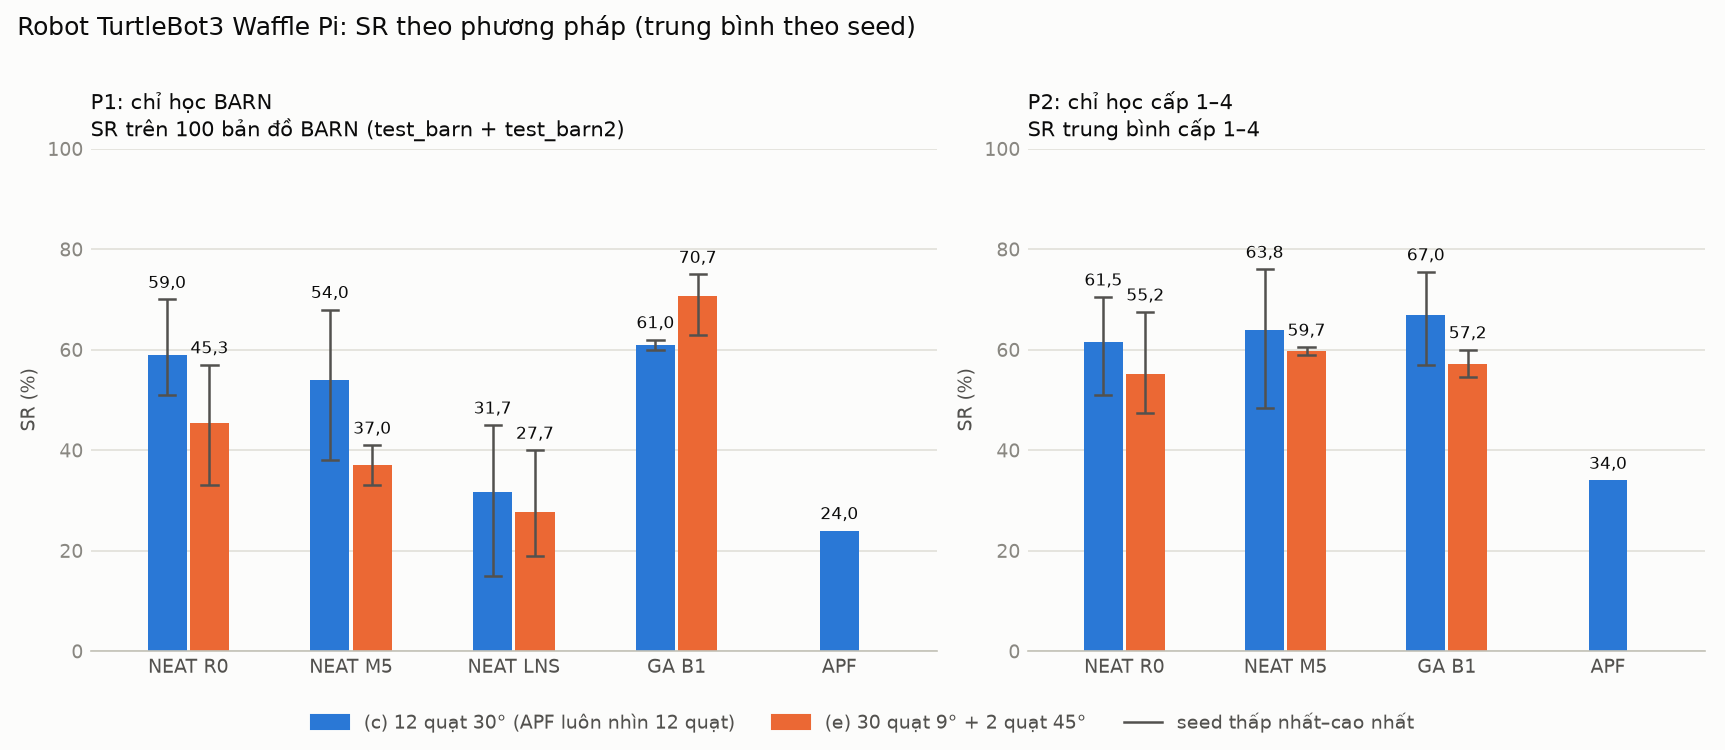 Robot TurtleBot3 Waffle Pi: SR theo phương pháp (trung bình theo seed)
P1: chỉ học BARN
SR trên 100 bản đồ BARN (test_barn + test_barn2)
SR (%)
100
80
60
40
20
0
59,0
45,3
54,0
37,0
31,7
27,7
61,0
70,7
24,0
NEAT R0
NEAT M5
NEAT LNS
GA B1
APF
P2: chỉ học cấp 1–4
SR trung bình cấp 1–4
SR (%)
100
80
60
40
20
0
61,5
55,2
63,8
59,7
67,0
57,2
34,0
NEAT R0
NEAT M5
GA B1
APF
(c) 12 quạt 30° (APF luôn nhìn 12 quạt)
(e) 30 quạt 9° + 2 quạt 45°
seed thấp nhất–cao nhất